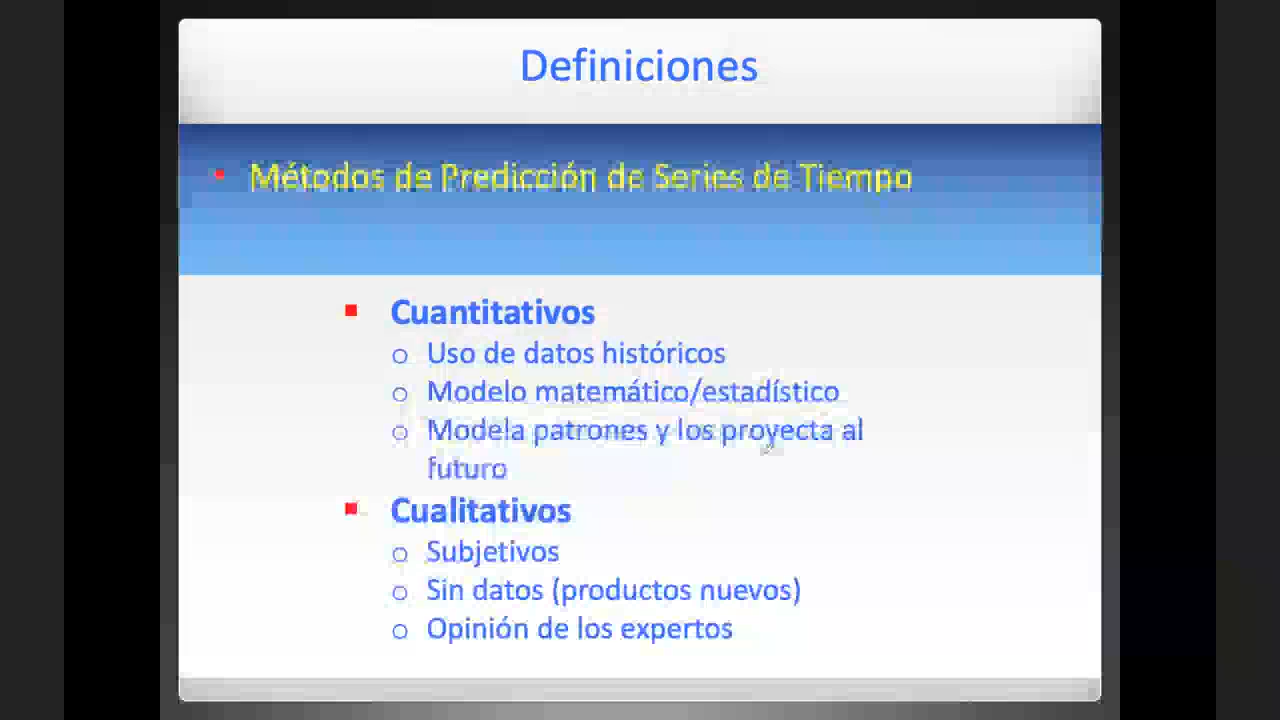 Definiciones
• Métodos de Predicción de Series de Tiempo
▪ Cuantitativos
o Uso de datos históricos
o Modelo matemático/estadístico
o Modela patrones y los proyecta al
futuro
▪ Cualitativos
o Subjetivos
o Sin datos (productos nuevos)
o Opinión de los expertos